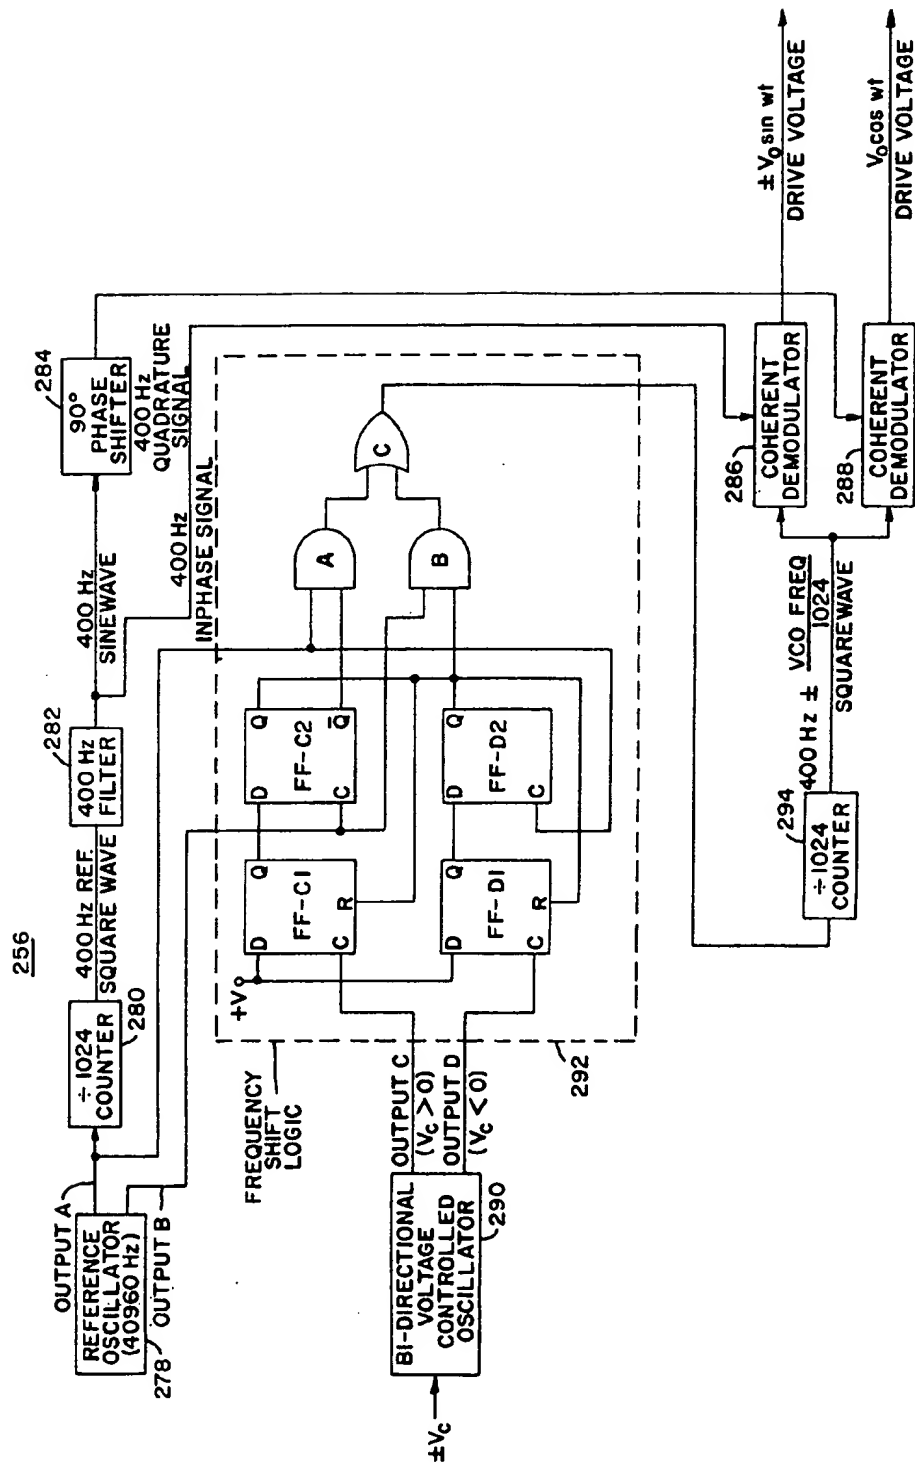 256
OUTPUT A
REFERENCE
OSCILLATOR
(40960 Hz)
278
OUTPUT B
÷1024
COUNTER
280
400 Hz REF.
SQUARE WAVE
400 Hz
FILTER
282
400 Hz
SINEWAVE
90°
PHASE
SHIFTER
284
400 Hz
QUADRATURE
SIGNAL
400 Hz
INPHASE SIGNAL
FREQUENCY
SHIFT
LOGIC
+V
D
Q
FF-C1
C
R
D
Q
FF-C2
C
Q̅
A
D
Q
FF-D1
C
R
D
Q
FF-D2
C
B
C
292
±Vc
BI-DIRECTIONAL
VOLTAGE
CONTROLLED
OSCILLATOR
290
OUTPUT C
(Vc > 0)
OUTPUT D
(Vc < 0)
÷1024
COUNTER
294
400 Hz ± VCO FREQ
1024
SQUAREWAVE
286
COHERENT
DEMODULATOR
288
COHERENT
DEMODULATOR
±V₀ sin wt
DRIVE VOLTAGE
V₀ cos wt
DRIVE VOLTAGE